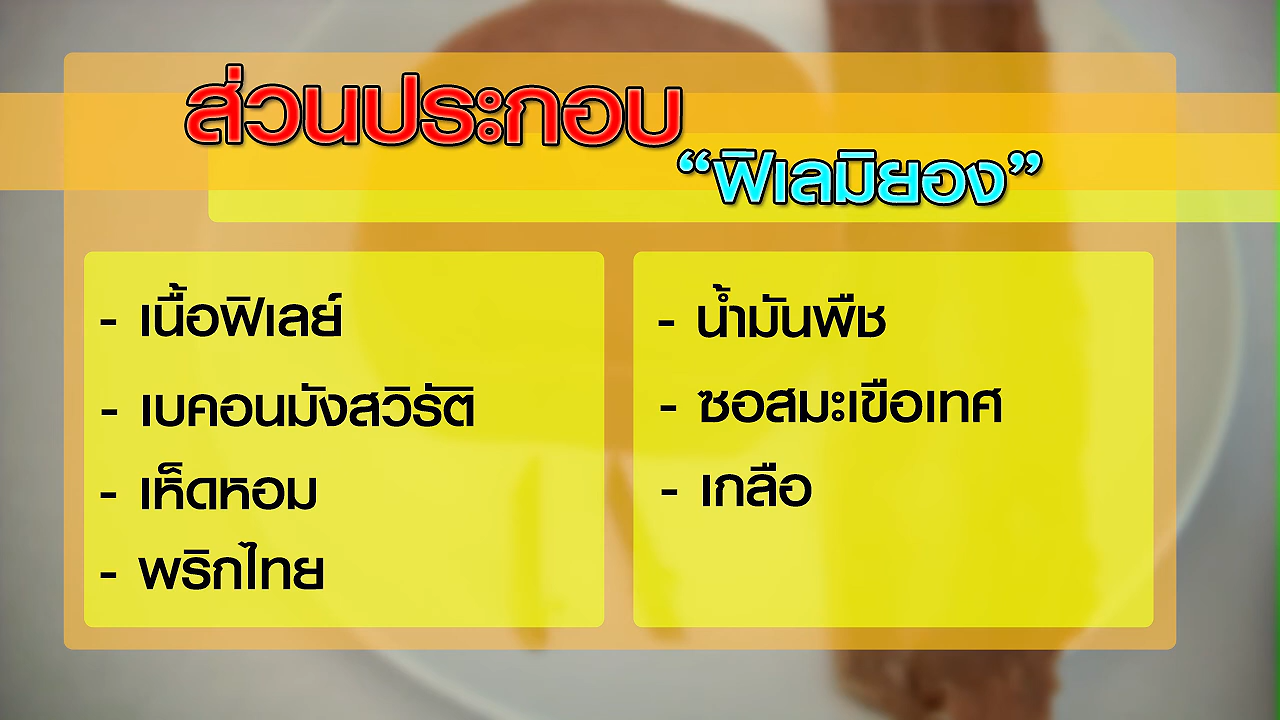 ส่วนประกอบ
“ฟิเลมิยอง”
- เนื้อฟิเลย์
- เบคอนมังสวิรัติ
- เห็ดหอม
- พริกไทย
- น้ำมันพืช
- ซอสมะเขือเทศ
- เกลือ